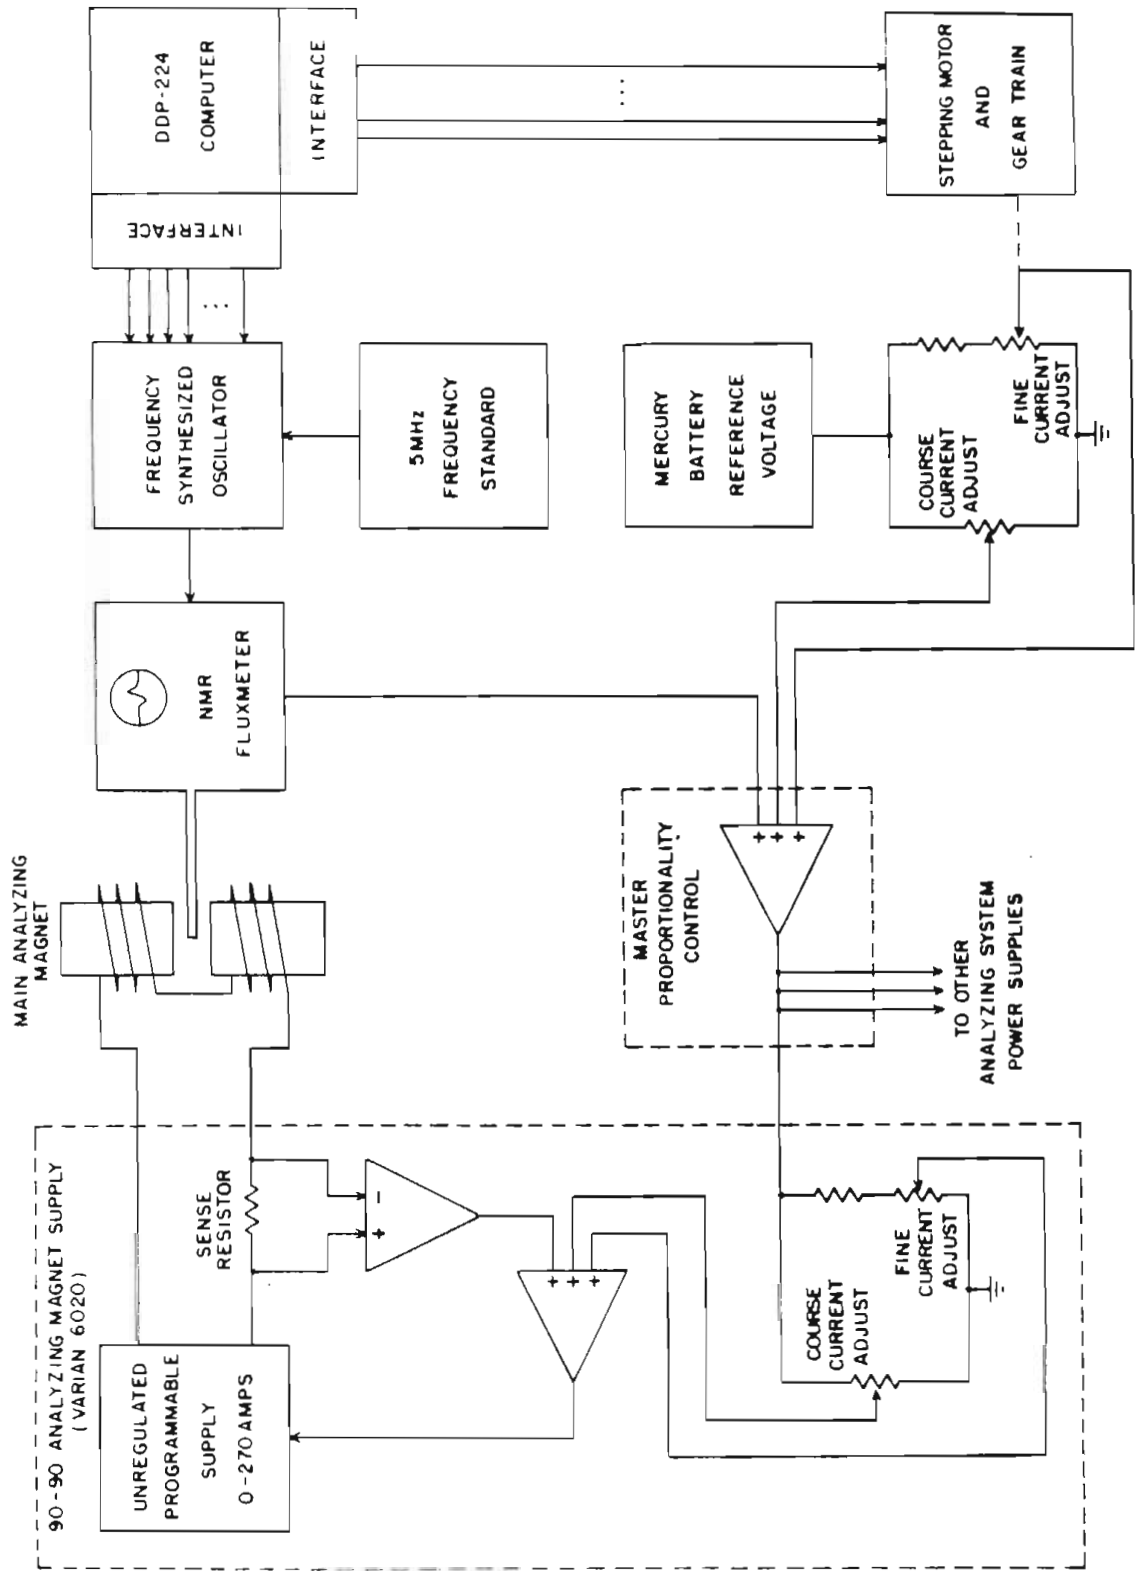 90-90 ANALYZING MAGNET SUPPLY
(VARIAN 6020)
UNREGULATED
PROGRAMMABLE
SUPPLY
0-270 AMPS
SENSE
RESISTOR
-
+
+
+
+
COURSE
CURRENT
ADJUST
FINE
CURRENT
ADJUST
MAIN ANALYZING
MAGNET
NMR
FLUXMETER
MASTER
PROPORTIONALITY
CONTROL
+
+
+
TO OTHER
ANALYZING SYSTEM
POWER SUPPLIES
FREQUENCY
SYNTHESIZED
OSCILLATOR
5MHz
FREQUENCY
STANDARD
MERCURY
BATTERY
REFERENCE
VOLTAGE
COURSE
CURRENT
ADJUST
FINE
CURRENT
ADJUST
INTERFACE
DDP-224
COMPUTER
INTERFACE
...
...
STEPPING MOTOR
AND
GEAR TRAIN